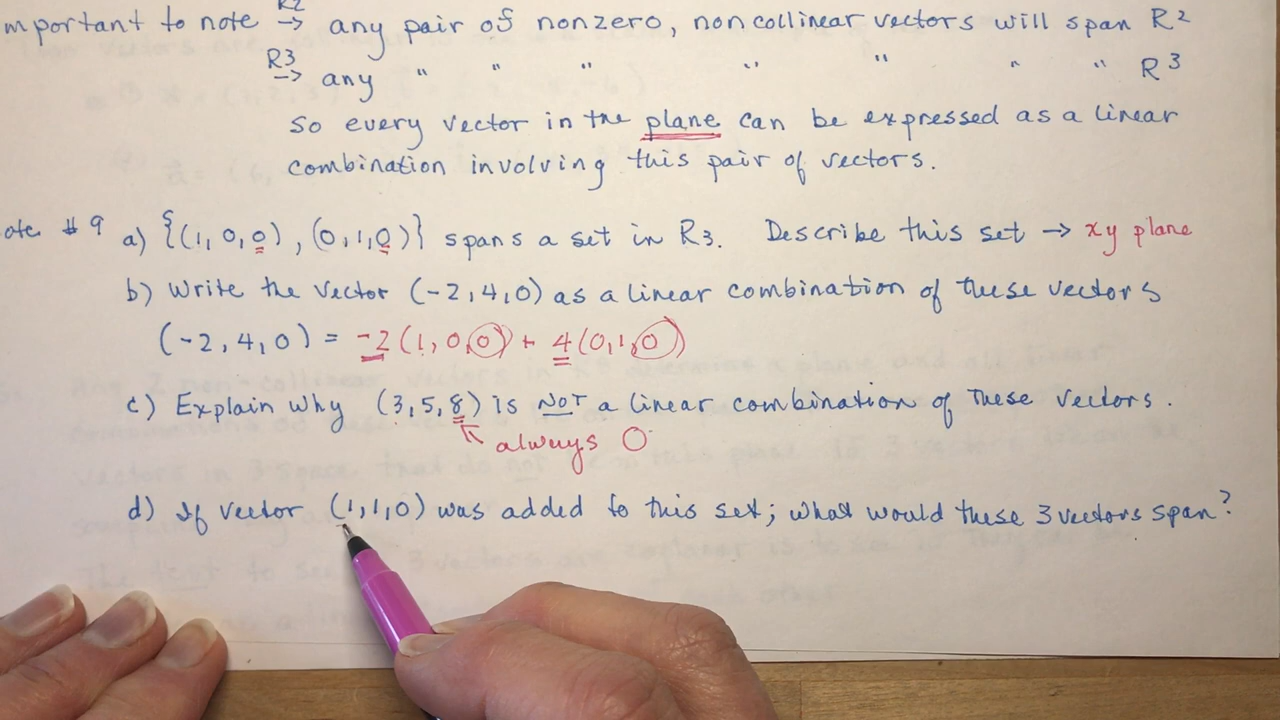 mportant to note R2 → any pair of nonzero, noncollinear vectors will span R²
R3 → any " " " " " " " R³
so every vector in the plane can be expressed as a linear
combination involving this pair of vectors.
ote #9 a) {(1,0,0), (0,1,0)} spans a set in R3. Describe this set → xy plane
b) Write the vector (-2,4,0) as a linear combination of these vectors
(-2,4,0) = -2(1,0,0) + 4(0,1,0)
c) Explain why (3,5,8) is NOT a linear combination of these vectors.
always 0
d) If vector (1,1,0) was added to this set; what would these 3 vectors span?